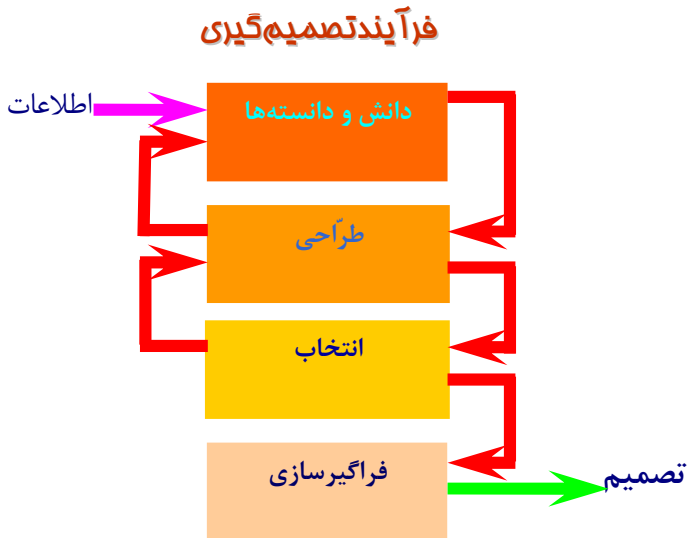 فرآیندتصمیم‌گیری
اطلاعات
دانش و دانسته‌ها
طرّاحی
انتخاب
فراگیرسازی
تصمیم